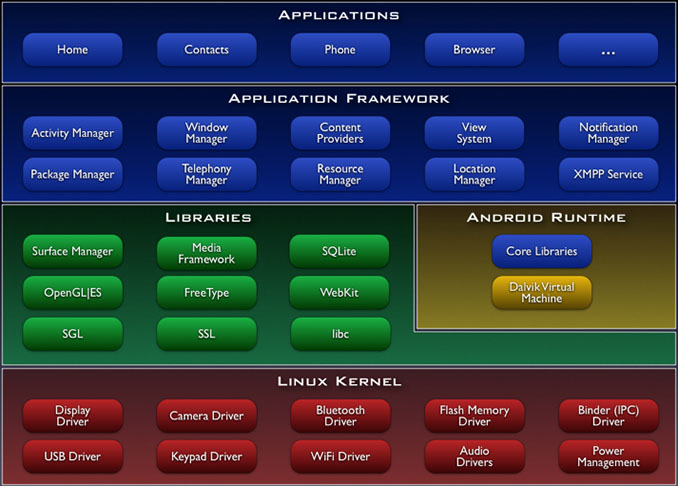 APPLICATIONS
Home
Contacts
Phone
Browser
...
APPLICATION FRAMEWORK
Activity Manager
Window
Manager
Content
Providers
View
System
Notification
Manager
Package Manager
Telephony
Manager
Resource
Manager
Location
Manager
XMPP Service
LIBRARIES
Surface Manager
Media
Framework
SQLite
OpenGL|ES
FreeType
WebKit
SGL
SSL
libc
ANDROID RUNTIME
Core Libraries
Dalvik Virtual
Machine
LINUX KERNEL
Display
Driver
Camera Driver
Bluetooth
Driver
Flash Memory
Driver
Binder (IPC)
Driver
USB Driver
Keypad Driver
WiFi Driver
Audio
Drivers
Power
Management